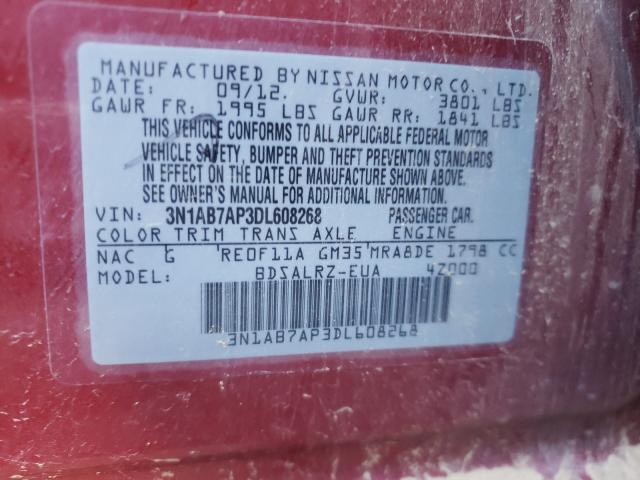 MANUFACTURED BY NISSAN MOTOR CO., LTD.
DATE: 09/12. GVWR: 3801 LBS
GAWR FR: 1995 LBS GAWR RR: 1841 LBS
THIS VEHICLE CONFORMS TO ALL APPLICABLE FEDERAL MOTOR
VEHICLE SAFETY, BUMPER AND THEFT PREVENTION STANDARDS
IN EFFECT ON THE DATE OF MANUFACTURE SHOWN ABOVE.
SEE OWNER'S MANUAL FOR ADDITIONAL INFORMATION.
VIN: 3N1AB7AP3DL608268 PASSENGER CAR.
COLOR TRIM TRANS AXLE ENGINE
NAC G RE0F11A GM35 MRA8DE 1798 CC
BDSALRZ-EUA 4Z000
3N1AB7AP3DL608268